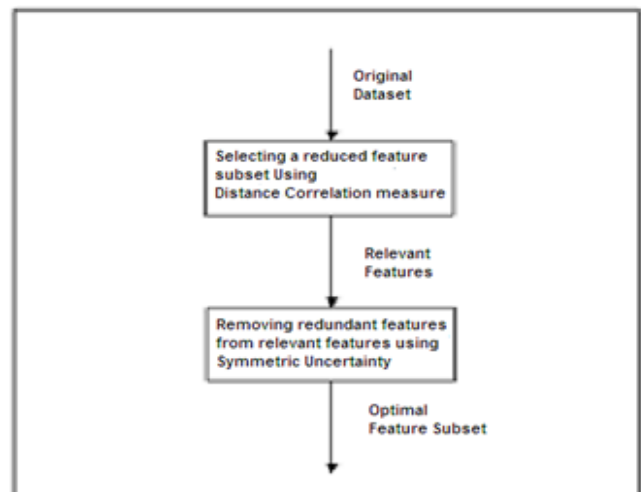 Original
Dataset
Selecting a reduced feature
subset Using
Distance Correlation measure
Relevant
Features
Removing redundant features
from relevant features using
Symmetric Uncertainty
Optimal
Feature Subset